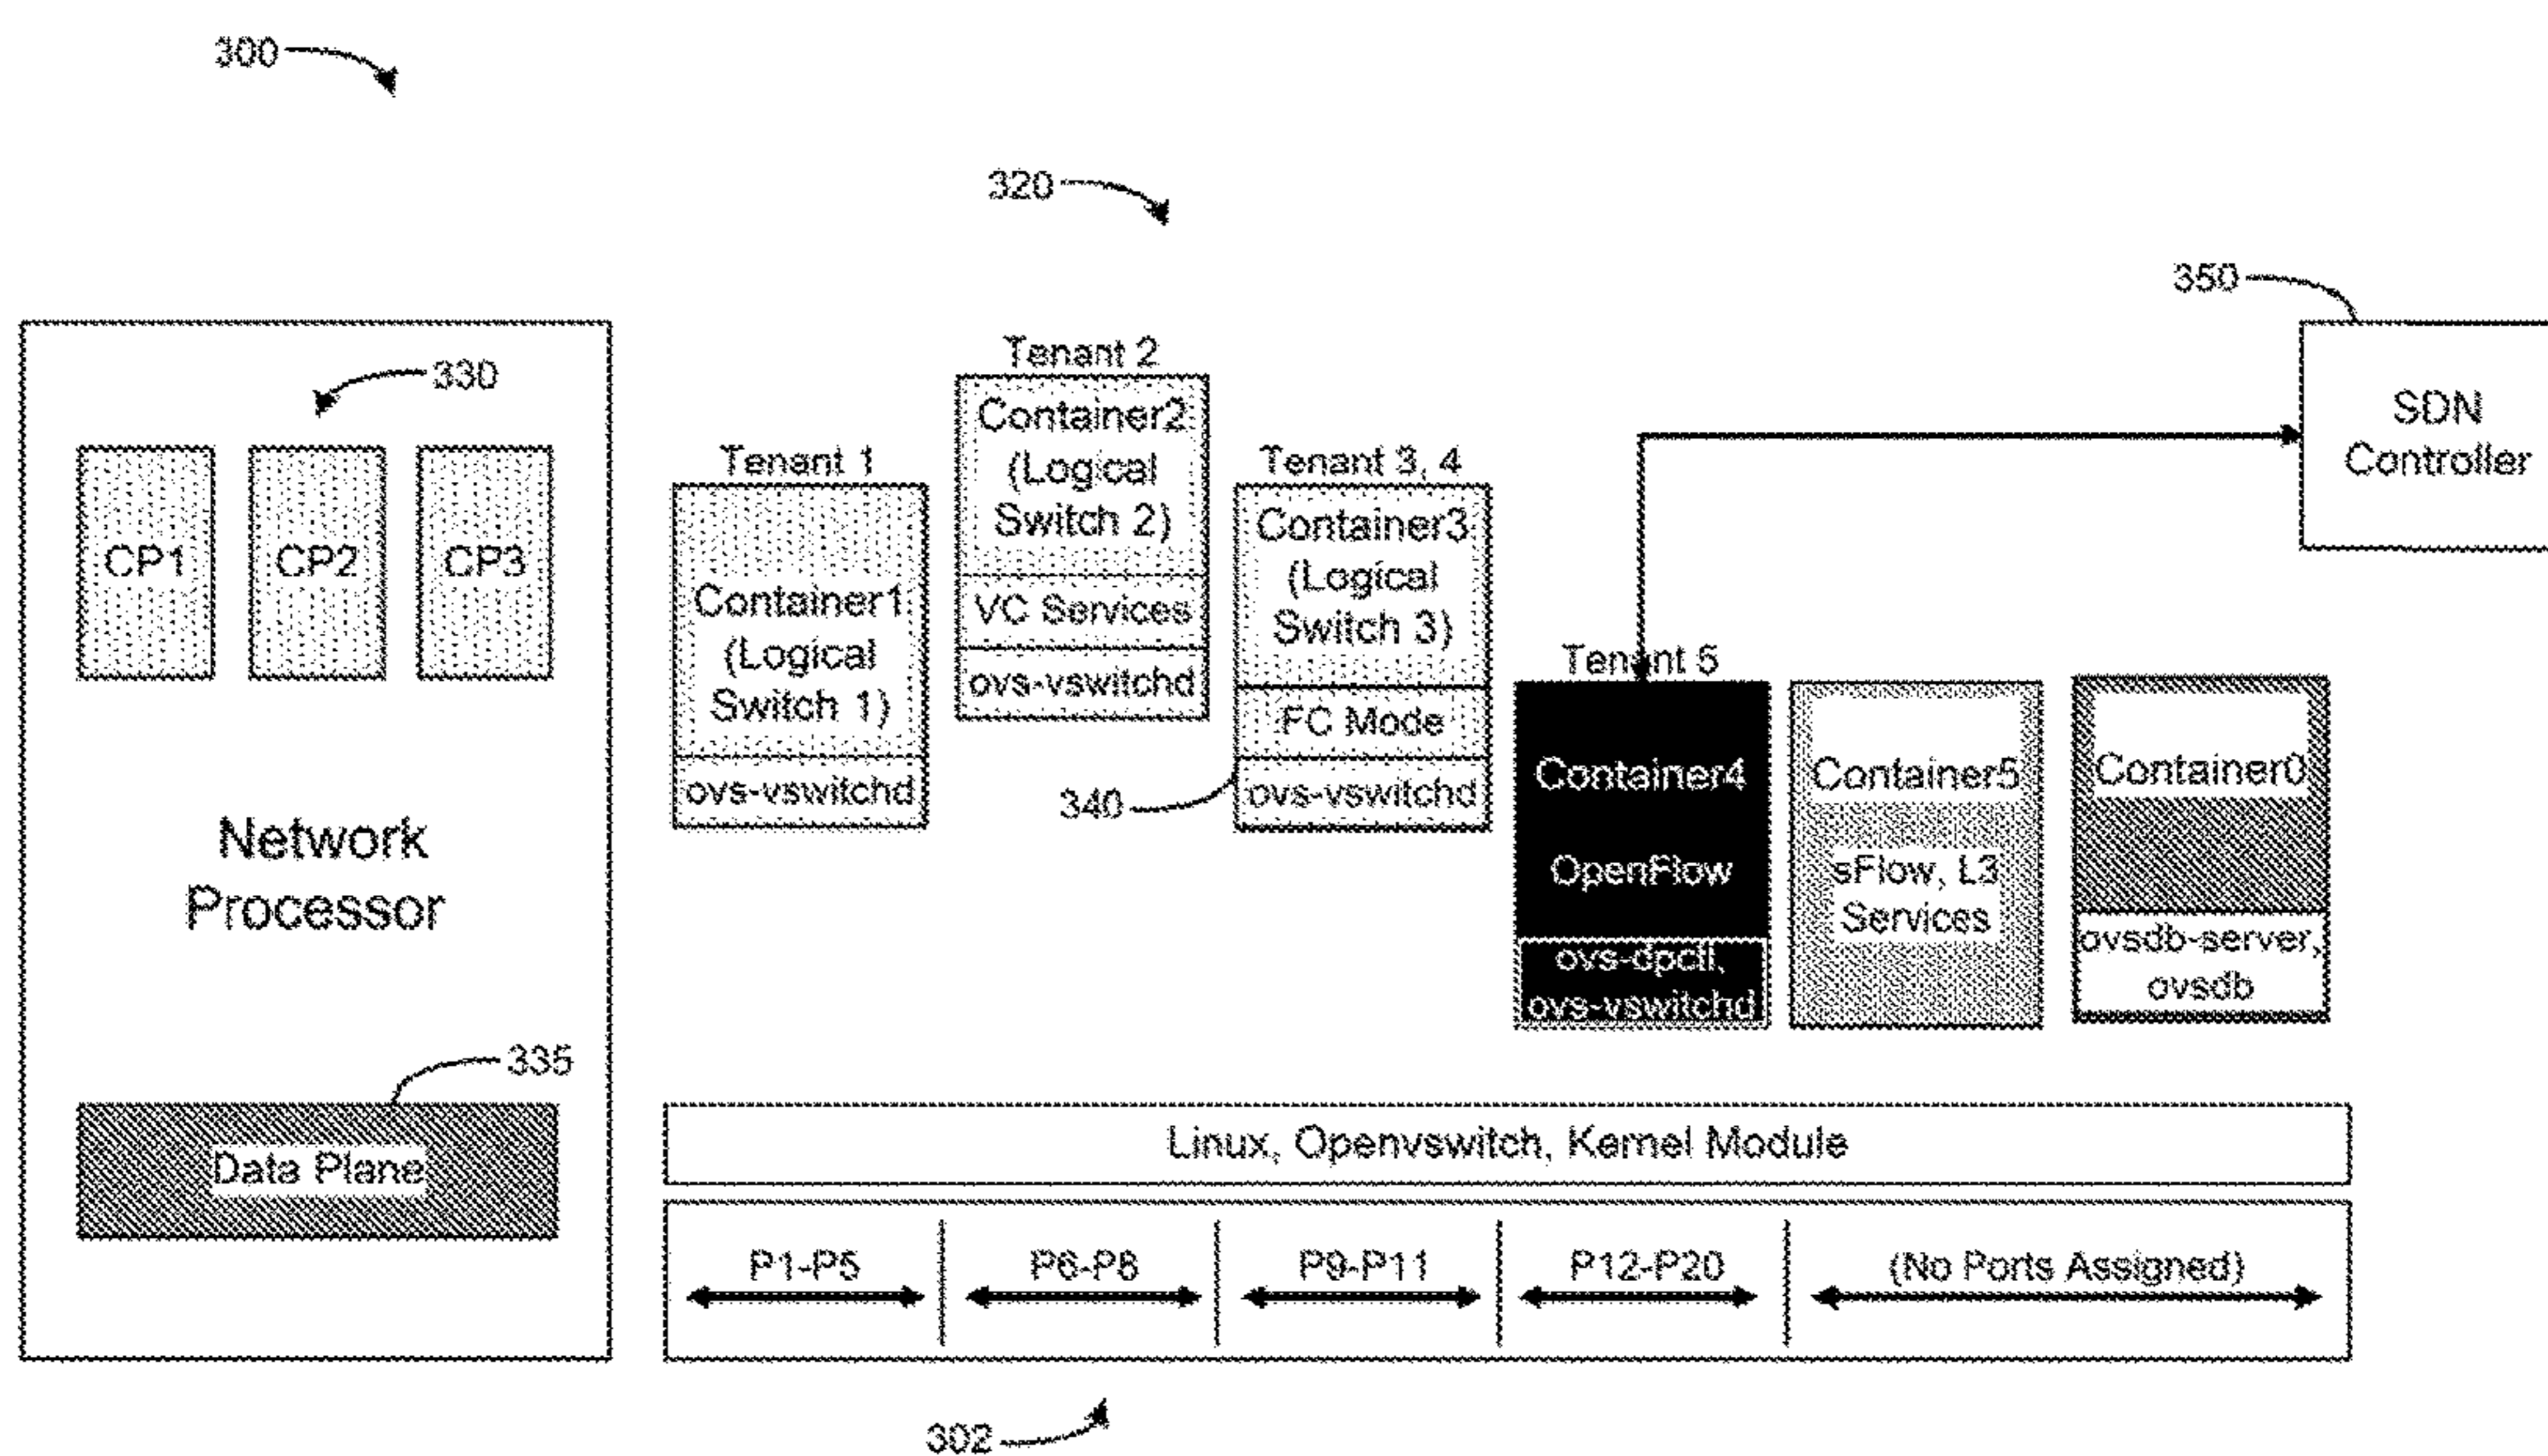 300
320
350
330
CP1
CP2
CP3
Network
Processor
335
Data Plane
Tenant 1
Container1
(Logical
Switch 1)
ovs-vswitchd
Tenant 2
Container2
(Logical
Switch 2)
VC Services
ovs-vswitchd
Tenant 3, 4
Container3
(Logical
Switch 3)
FC Mode
ovs-vswitchd
340
Tenant 5
Container4
OpenFlow
ovs-dpctl,
ovs-vswitchd
Container5
sFlow, L3
Services
Container0
ovsdb-server,
ovsdb
SDN
Controller
Linux, Openvswitch, Kernel Module
P1-P5
P6-P8
P9-P11
P12-P20
(No Ports Assigned)
302